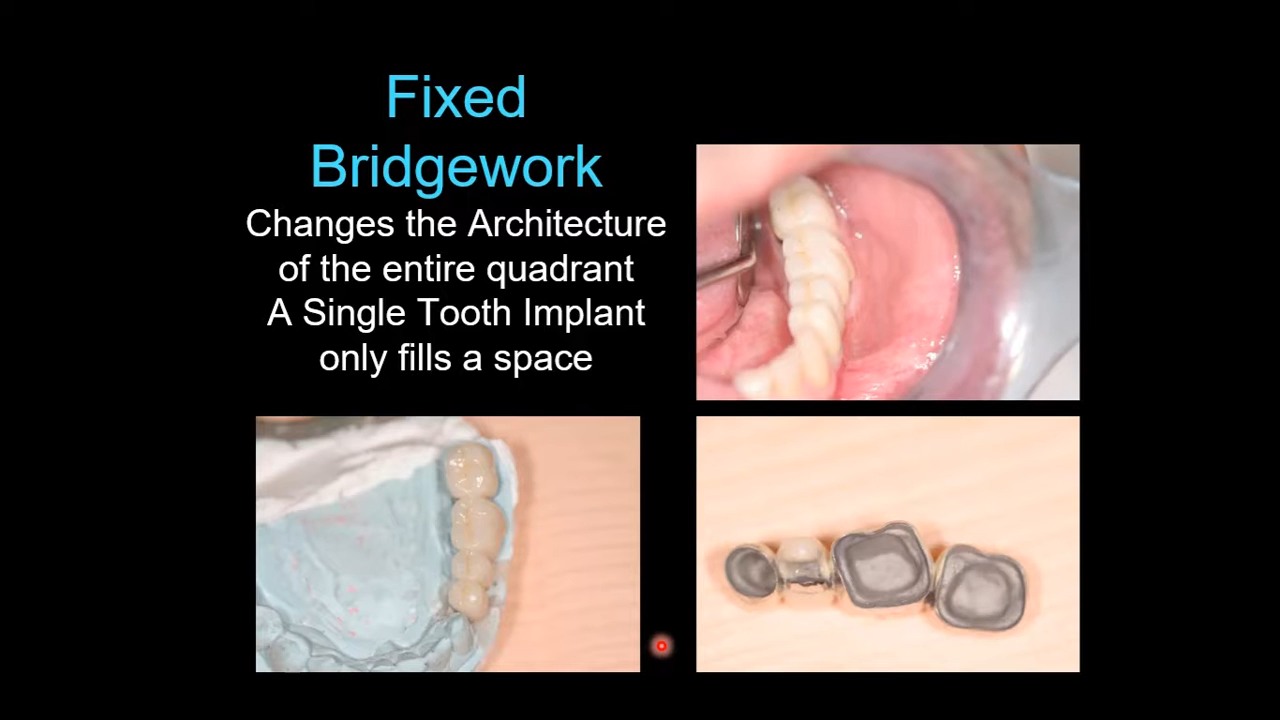 Fixed
Bridgework
Changes the Architecture
of the entire quadrant
A Single Tooth Implant
only fills a space